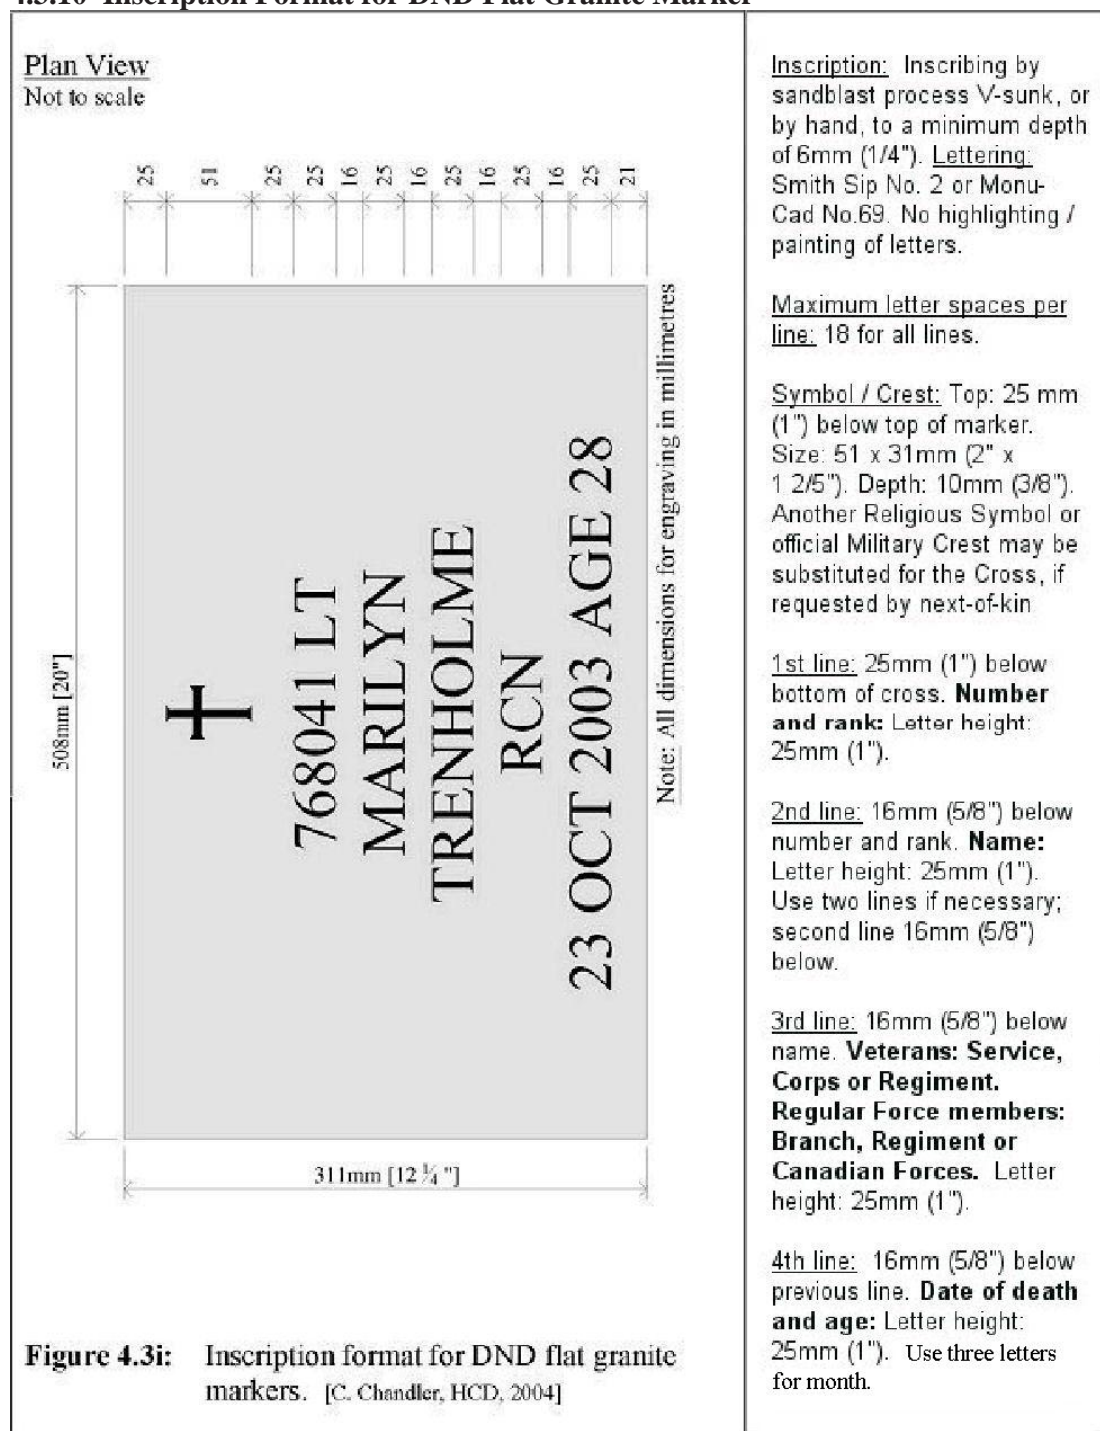 4.3.10 Inscription Format for DND Flat Granite Marker
Plan View
Not to scale
25 51 25 25 16 25 16 25 16 25 16 25 21
508mm [20"]
768041 LT
MARILYN
TRENHOLME
RCN
23 OCT 2003 AGE 28
Note: All dimensions for engraving in millimetres
311mm [12 ¼ "]
Figure 4.3i: Inscription format for DND flat granite
markers. [C. Chandler, HCD, 2004]
Inscription: Inscribing by
sandblast process V-sunk, or
by hand, to a minimum depth
of 6mm (1/4"). Lettering:
Smith Sip No. 2 or Monu-
Cad No.69. No highlighting /
painting of letters.
Maximum letter spaces per
line: 18 for all lines.
Symbol / Crest: Top: 25 mm
(1") below top of marker.
Size: 51 x 31mm (2" x
1 2/5"). Depth: 10mm (3/8").
Another Religious Symbol or
official Military Crest may be
substituted for the Cross, if
requested by next-of-kin
1st line: 25mm (1") below
bottom of cross. Number
and rank: Letter height:
25mm (1").
2nd line: 16mm (5/8") below
number and rank. Name:
Letter height: 25mm (1").
Use two lines if necessary;
second line 16mm (5/8")
below.
3rd line: 16mm (5/8") below
name. Veterans: Service,
Corps or Regiment.
Regular Force members:
Branch, Regiment or
Canadian Forces. Letter
height: 25mm (1").
4th line: 16mm (5/8") below
previous line. Date of death
and age: Letter height:
25mm (1"). Use three letters
for month.